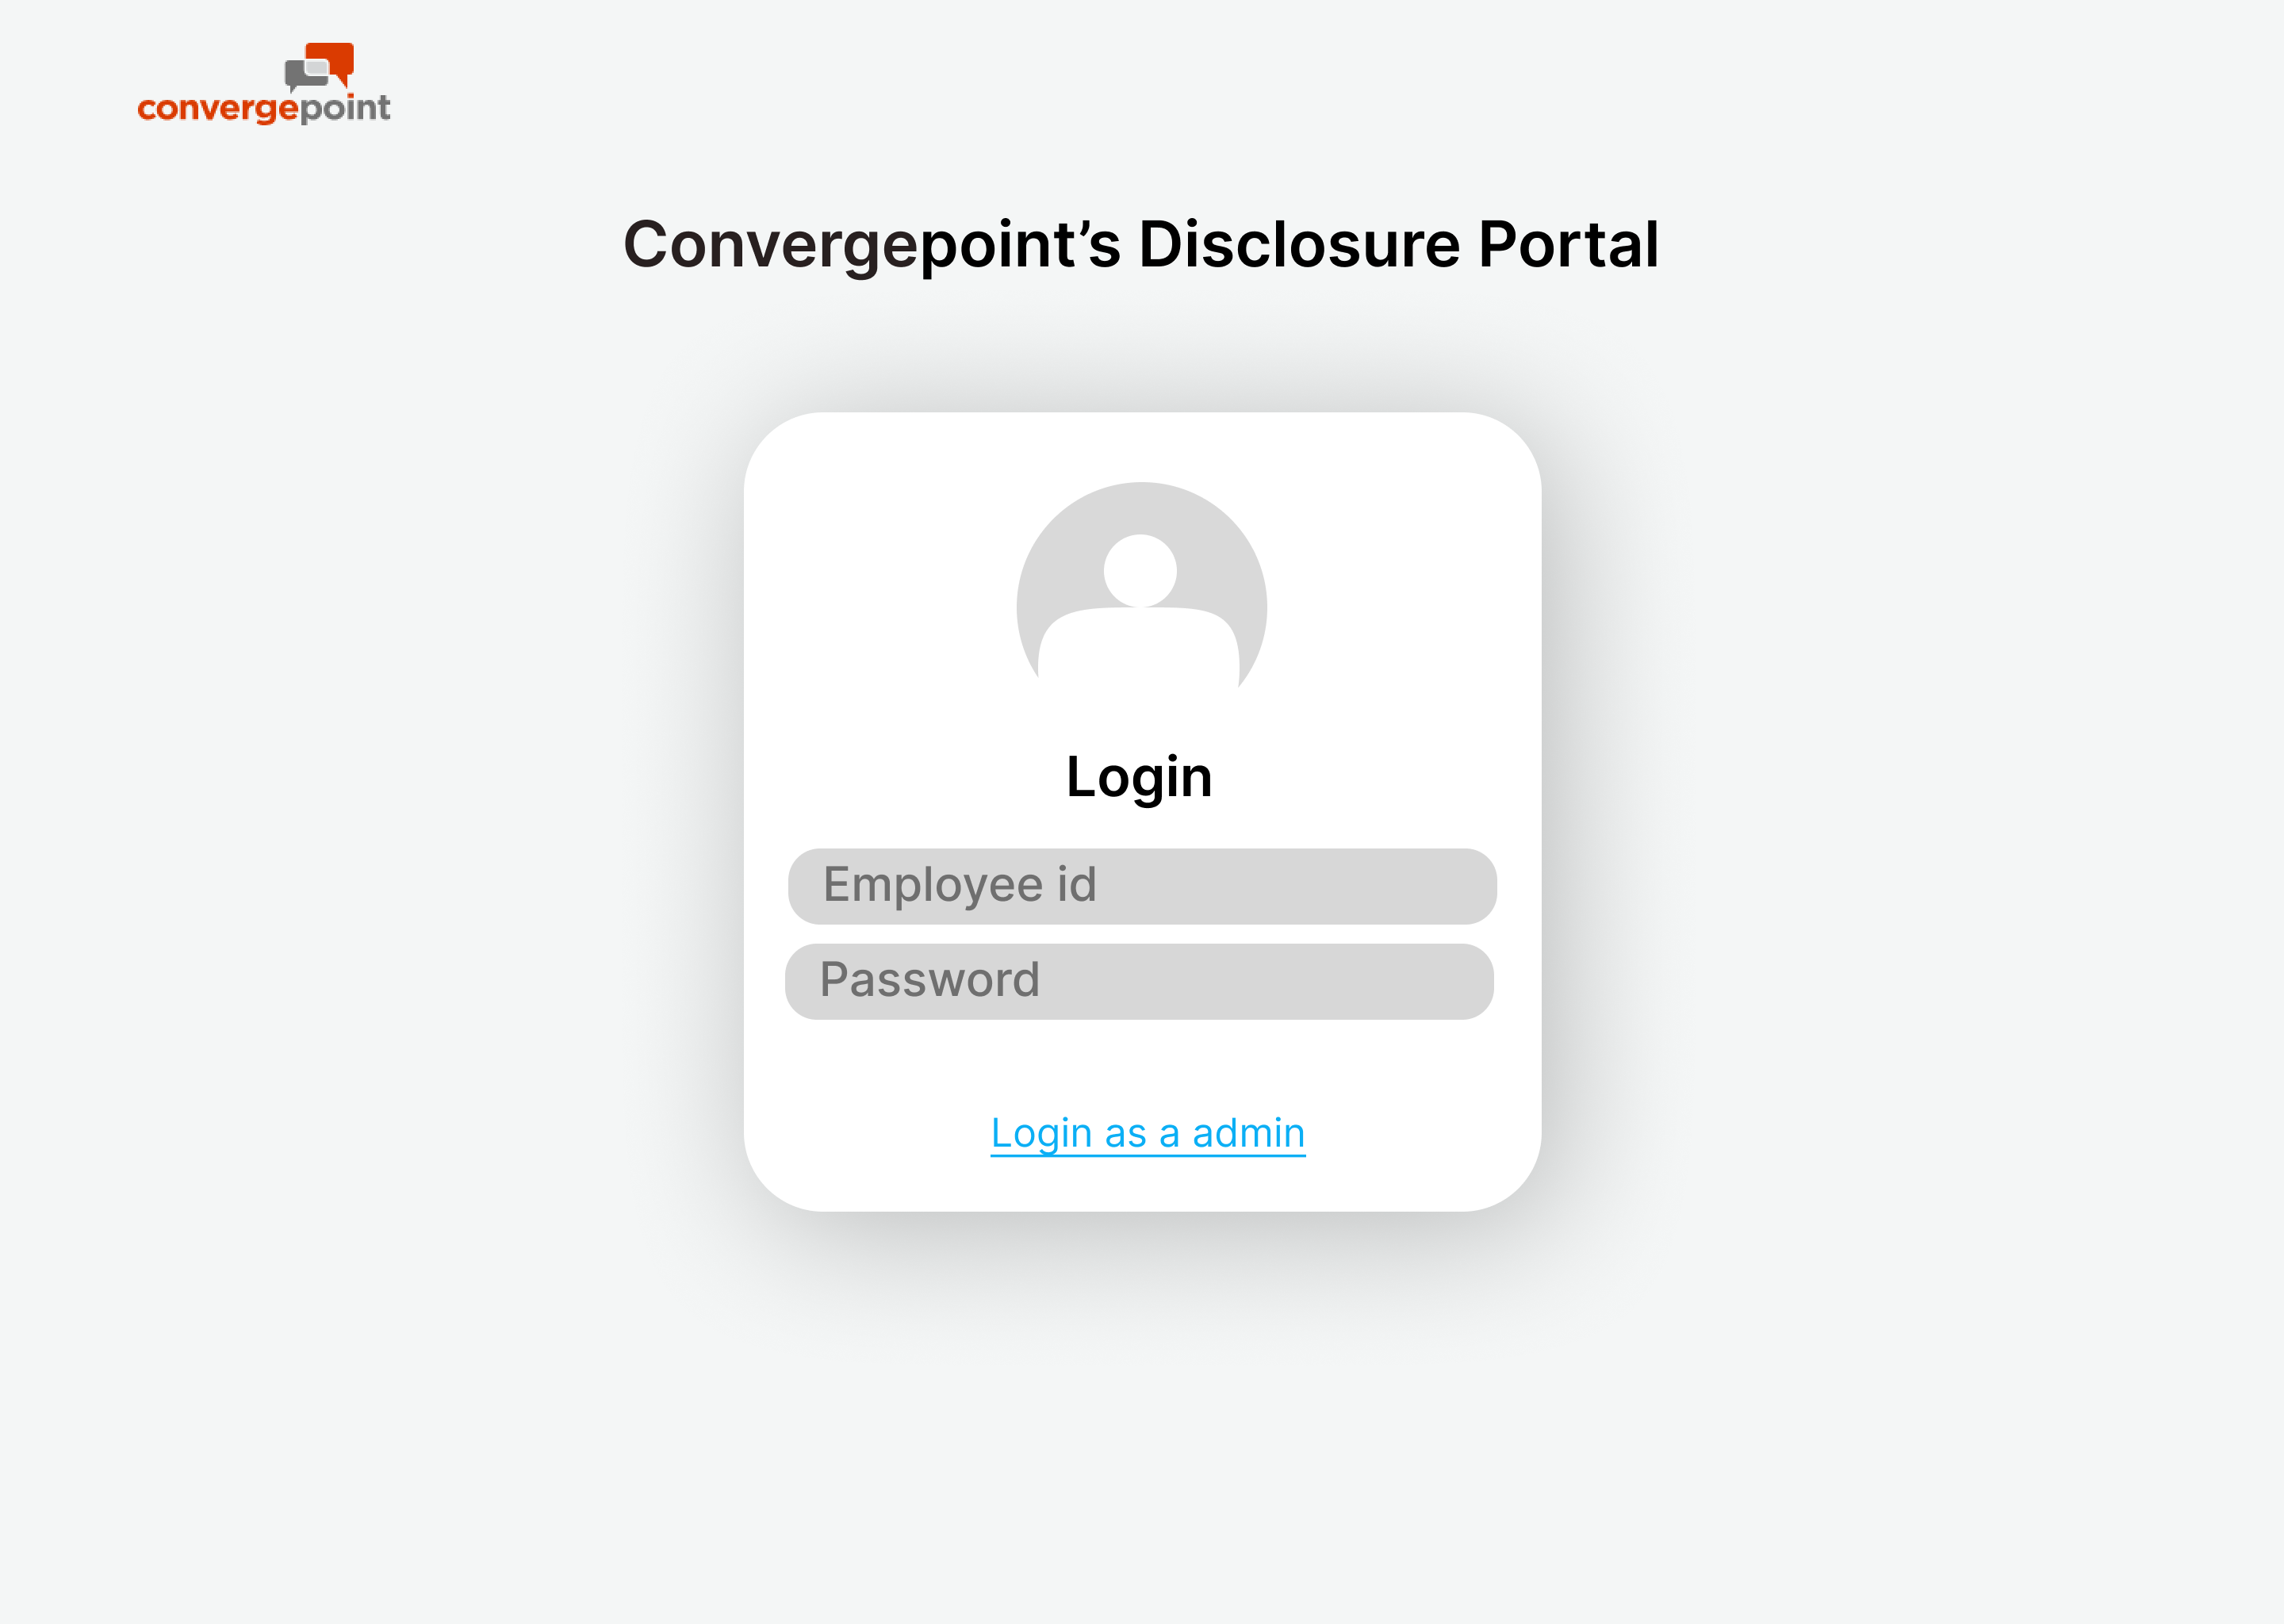 convergepoint
Convergepoint’s Disclosure Portal
Login
Employee id
Password
Login as a admin